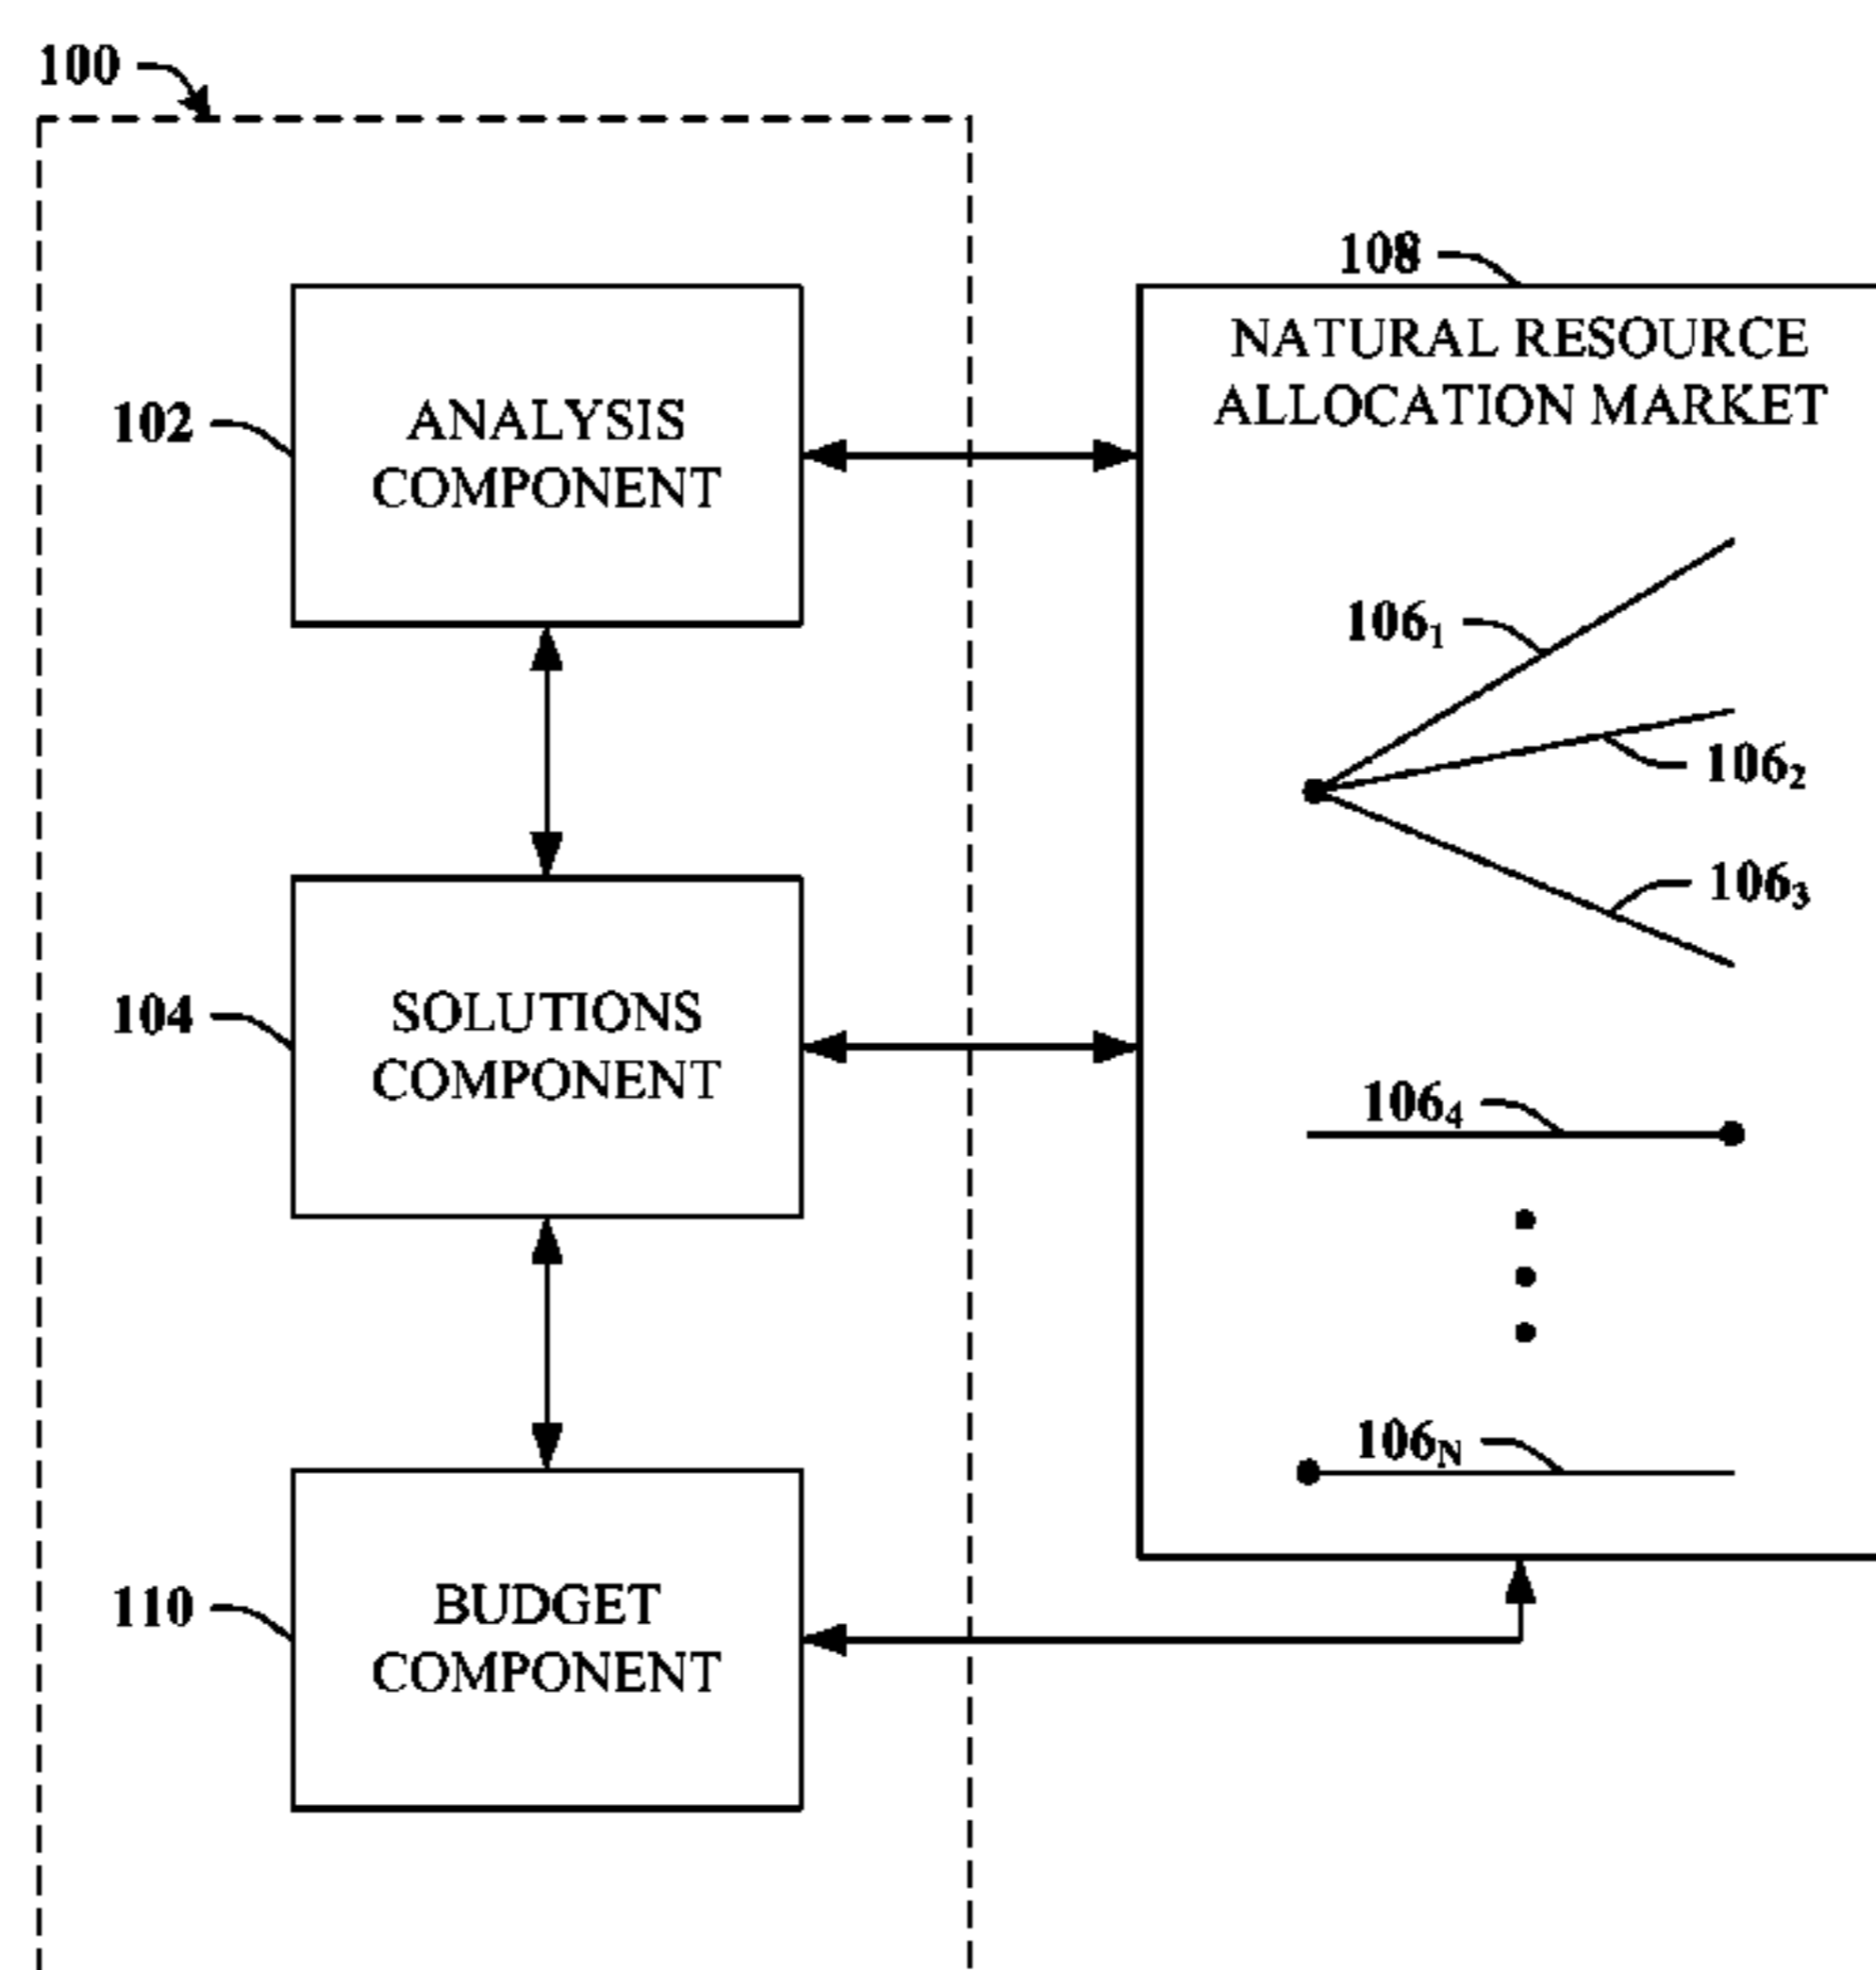 100
108
NATURAL RESOURCE
ALLOCATION MARKET
102
ANALYSIS
COMPONENT
106₁
106₂
106₃
104
SOLUTIONS
COMPONENT
106₄
106N
110
BUDGET
COMPONENT